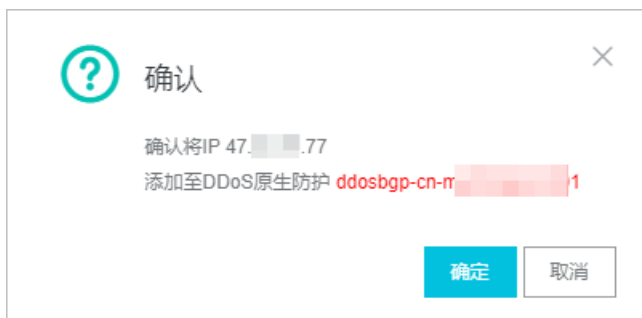 确认
确认将IP 47. .77
添加至DDoS原生防护 ddosbgp-cn-m 1
确定
取消